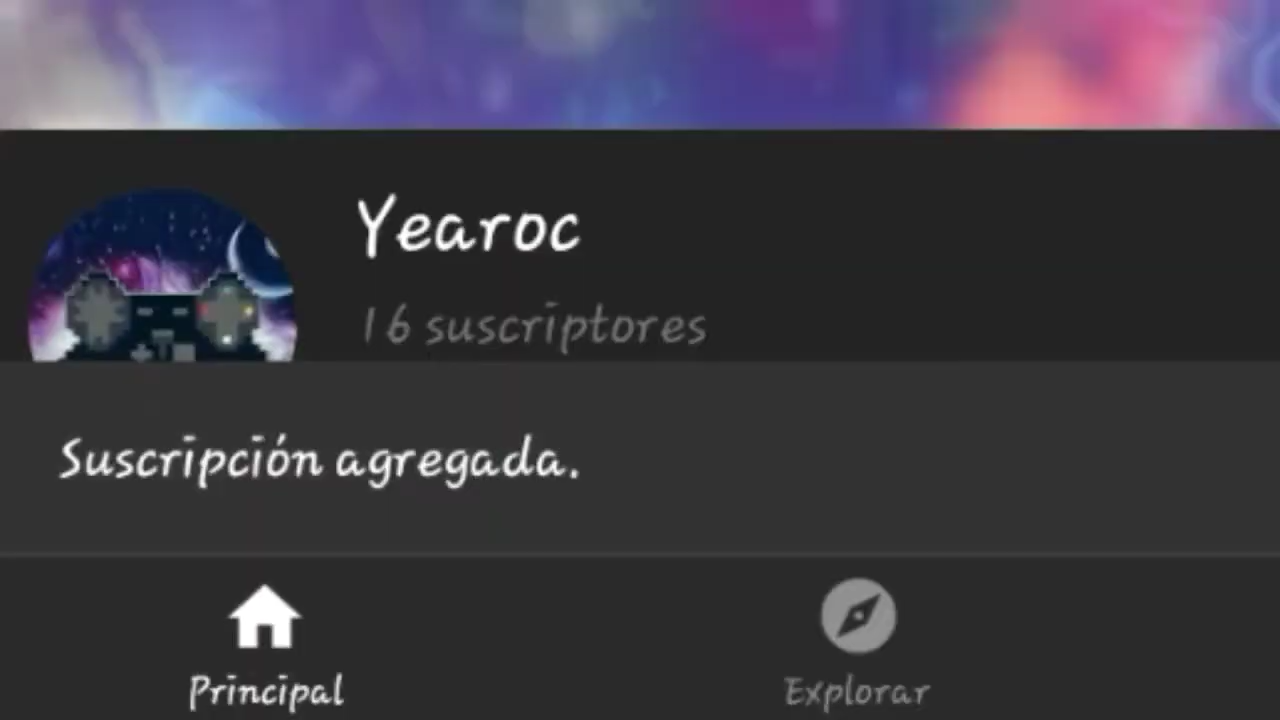 Yearoc
16 suscriptores
Suscripción agregada.
Principal
Explorar